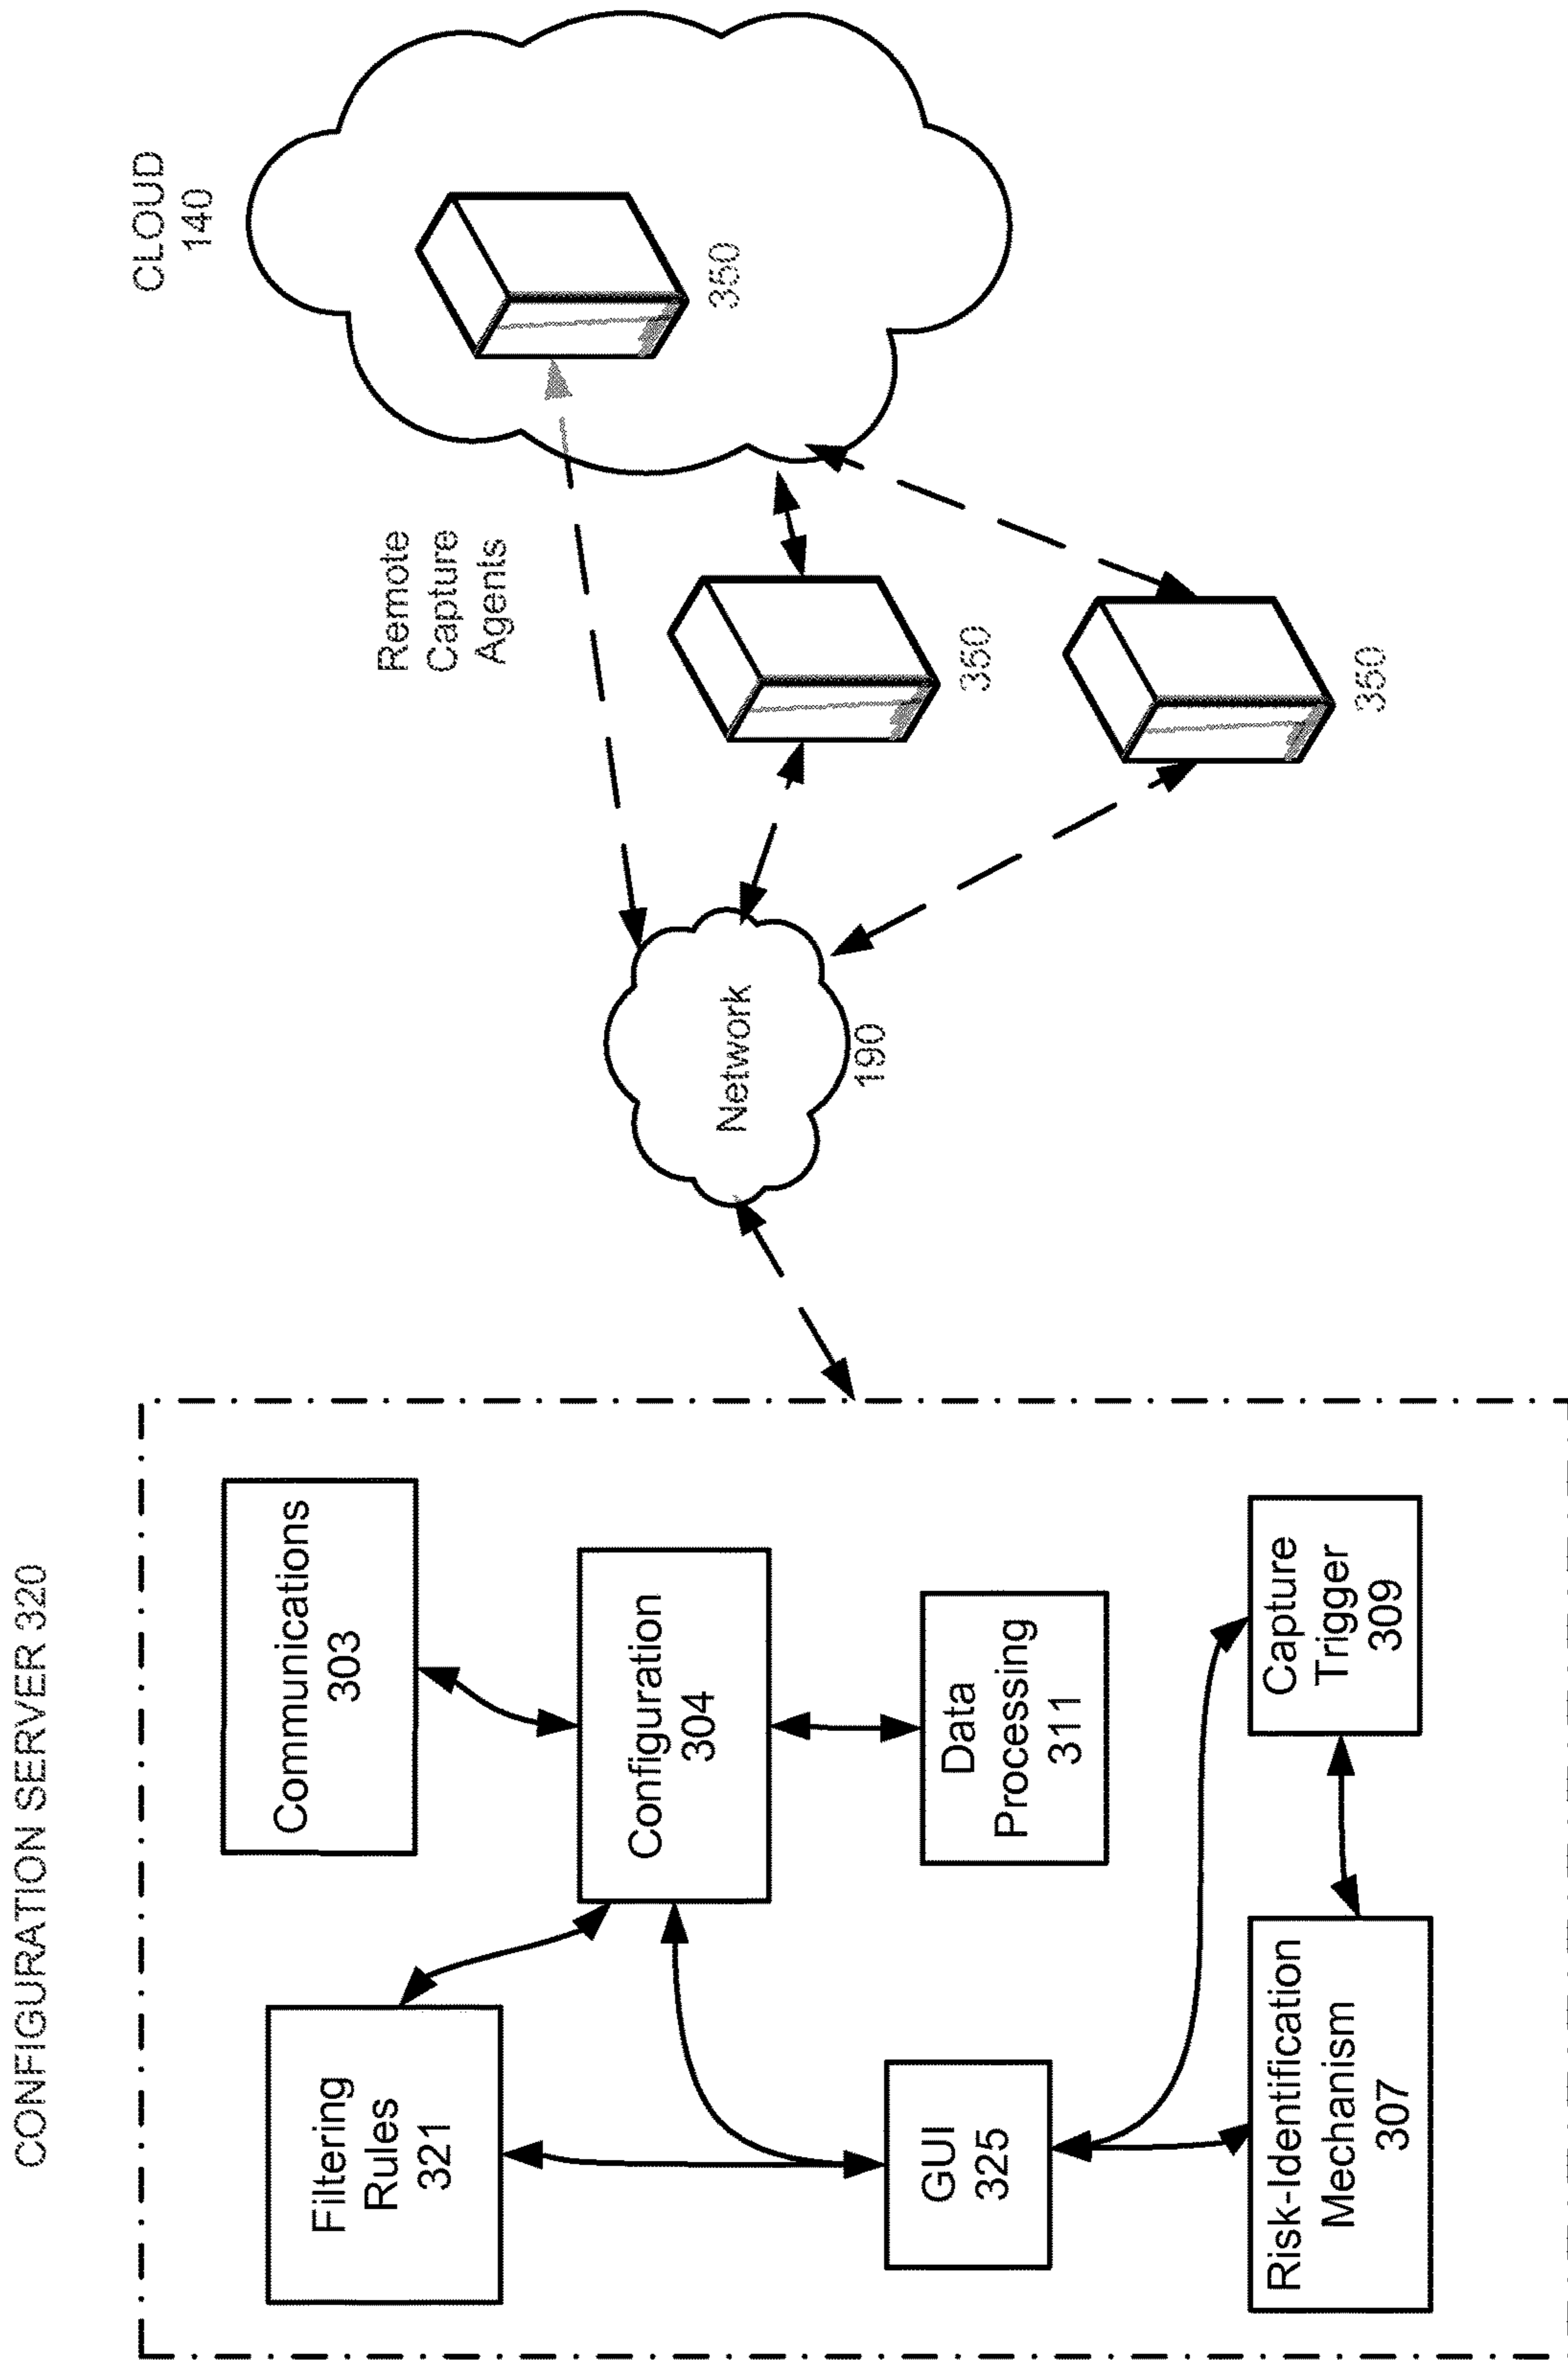 CONFIGURATION SERVER 320
Filtering
Rules
321
Communications
303
Configuration
304
GUI
325
Data
Processing
311
Risk-Identification
Mechanism
307
Capture
Trigger
309
Network
190
Remote
Capture
Agents
350
350
CLOUD
140
350